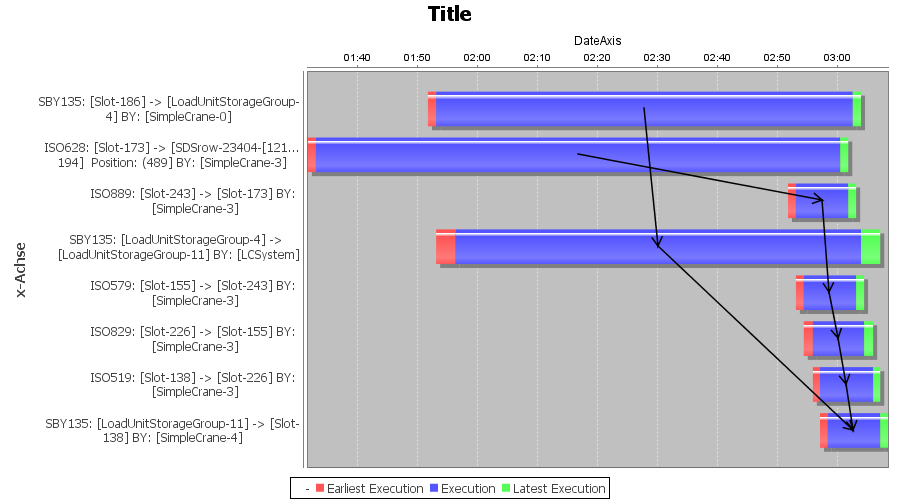 Title
DateAxis
01:40 01:50 02:00 02:10 02:20 02:30 02:40 02:50 03:00
x-Achse
SBY135: [Slot-186] -> [LoadUnitStorageGroup-
4] BY: [SimpleCrane-0]
ISO628: [Slot-173] -> [SDSrow-23404-[121...
194] Position: (489] BY: [SimpleCrane-3]
ISO889: [Slot-243] -> [Slot-173] BY:
[SimpleCrane-3]
SBY135: [LoadUnitStorageGroup-4] ->
[LoadUnitStorageGroup-11] BY: [LCSystem]
ISO579: [Slot-155] -> [Slot-243] BY:
[SimpleCrane-3]
ISO829: [Slot-226] -> [Slot-155] BY:
[SimpleCrane-3]
ISO519: [Slot-138] -> [Slot-226] BY:
[SimpleCrane-3]
SBY135: [LoadUnitStorageGroup-11] -> [Slot-
138] BY: [SimpleCrane-4]
- Earliest Execution Execution Latest Execution